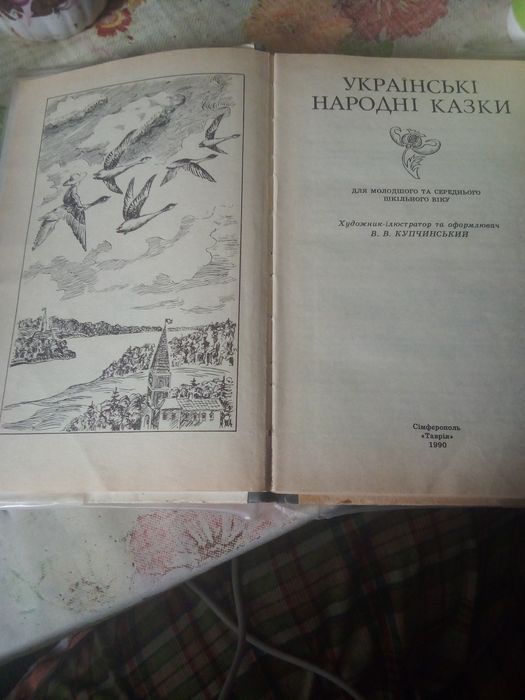 УКРАЇНСЬКІ
НАРОДНІ КАЗКИ
ДЛЯ МОЛОДШОГО ТА СЕРЕДНЬОГО
ШКІЛЬНОГО ВІКУ
Художник-ілюстратор та оформлювач
В. В. КУПЧИНСЬКИЙ
Сімферополь
«Таврія»
1990